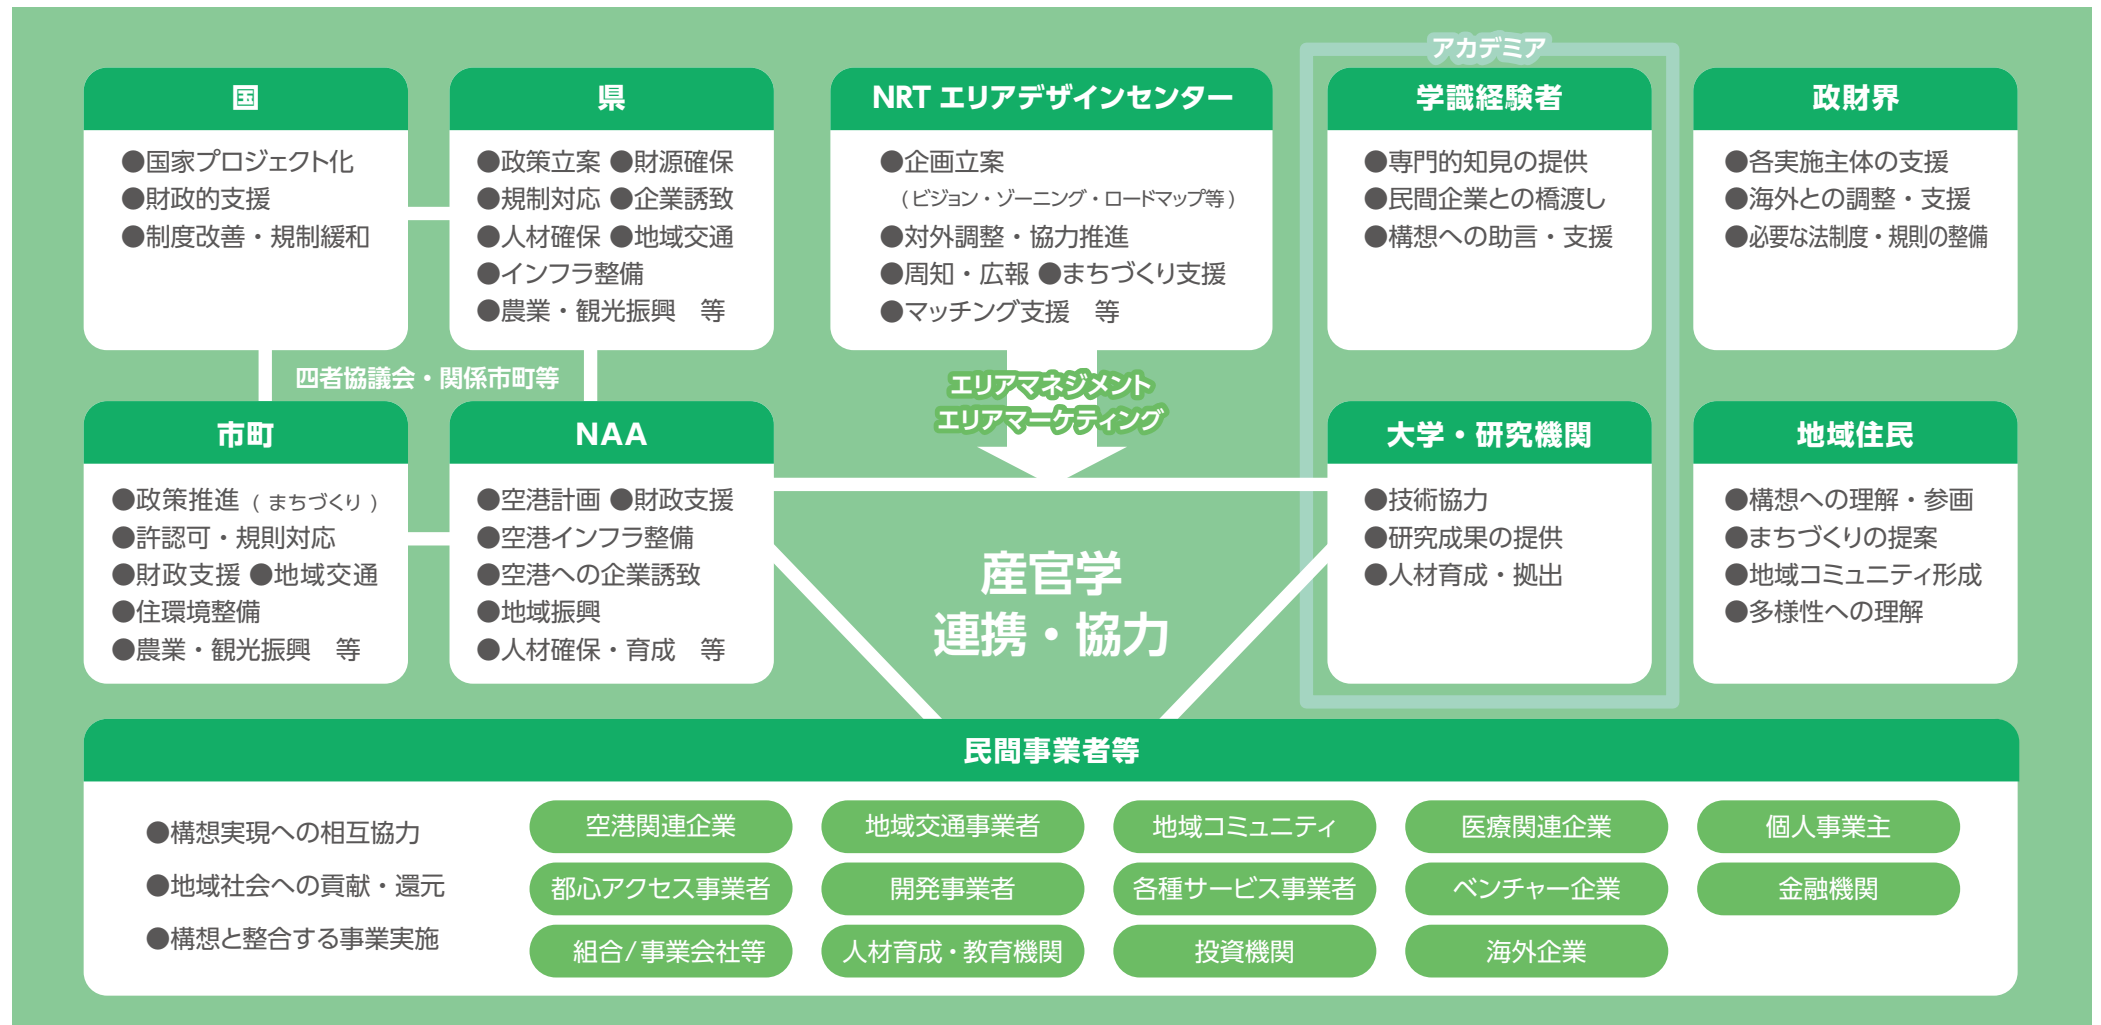 アカデミア
国
●国家プロジェクト化
●財政的支援
●制度改善・規制緩和
県
●政策立案 ●財源確保
●規制対応 ●企業誘致
●人材確保 ●地域交通
●インフラ整備
●農業・観光振興　等
NRT エリアデザインセンター
●企画立案
(ビジョン・ゾーニング・ロードマップ等)
●対外調整・協力推進
●周知・広報 ●まちづくり支援
●マッチング支援　等
学識経験者
●専門的知見の提供
●民間企業との橋渡し
●構想への助言・支援
政財界
●各実施主体の支援
●海外との調整・支援
●必要な法制度・規則の整備
四者協議会・関係市町等
エリアマネジメント
エリアマーケティング
市町
●政策推進 (まちづくり)
●許認可・規則対応
●財政支援 ●地域交通
●住環境整備
●農業・観光振興　等
NAA
●空港計画 ●財政支援
●空港インフラ整備
●空港への企業誘致
●地域振興
●人材確保・育成　等
産官学
連携・協力
大学・研究機関
●技術協力
●研究成果の提供
●人材育成・拠出
地域住民
●構想への理解・参画
●まちづくりの提案
●地域コミュニティ形成
●多様性への理解
民間事業者等
●構想実現への相互協力
●地域社会への貢献・還元
●構想と整合する事業実施
空港関連企業
地域交通事業者
地域コミュニティ
医療関連企業
個人事業主
都心アクセス事業者
開発事業者
各種サービス事業者
ベンチャー企業
金融機関
組合/事業会社等
人材育成・教育機関
投資機関
海外企業